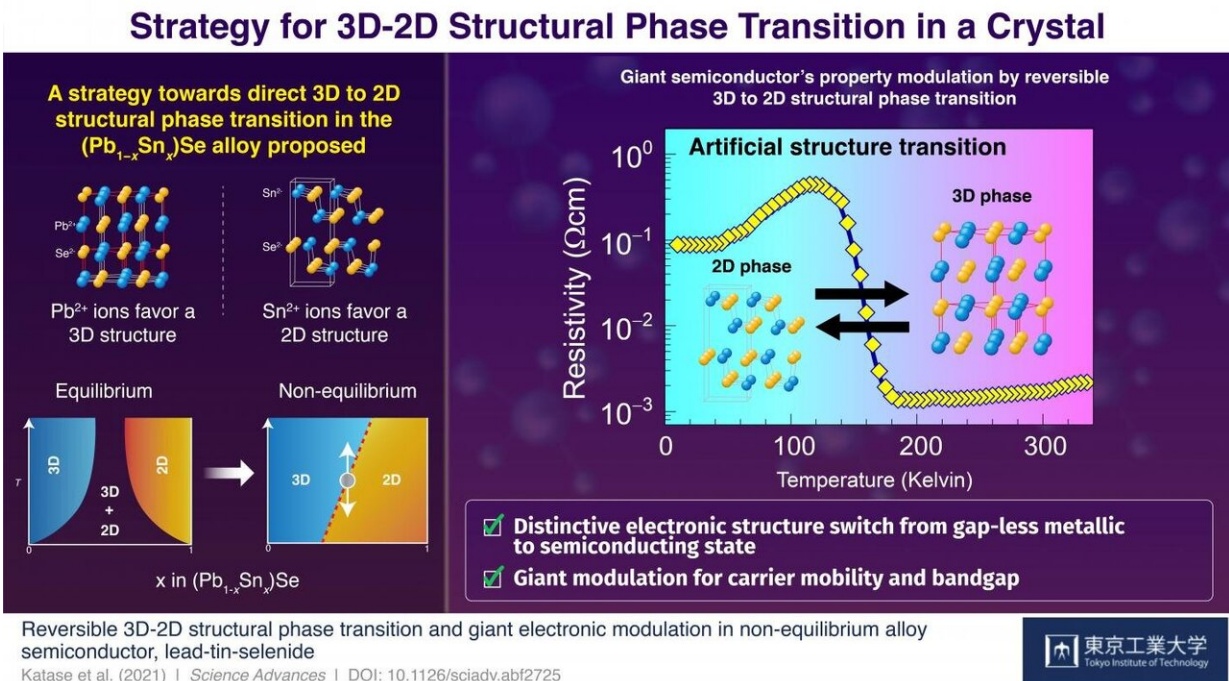 Strategy for 3D-2D Structural Phase Transition in a Crystal
A strategy towards direct 3D to 2D
structural phase transition in the
(Pb₁₋ₓSnₓ)Se alloy proposed
Pb²⁺
Se²⁻
Sn²⁻
Se²⁻
Pb²⁺ ions favor a
3D structure
Sn²⁺ ions favor a
2D structure
Equilibrium
Non-equilibrium
T
3D
3D
+
2D
2D
0
1
3D
2D
0
1
x in (Pb₁₋ₓSnₓ)Se
Giant semiconductor's property modulation by reversible
3D to 2D structural phase transition
Artificial structure transition
Resistivity (Ωcm)
10⁰
10⁻¹
10⁻²
10⁻³
2D phase
3D phase
0
100
200
300
Temperature (Kelvin)
Distinctive electronic structure switch from gap-less metallic
to semiconducting state
Giant modulation for carrier mobility and bandgap
Reversible 3D-2D structural phase transition and giant electronic modulation in non-equilibrium alloy
semiconductor, lead-tin-selenide
Katase et al. (2021) | Science Advances | DOI: 10.1126/sciadv.abf2725
東京工業大学
Tokyo Institute of Technology